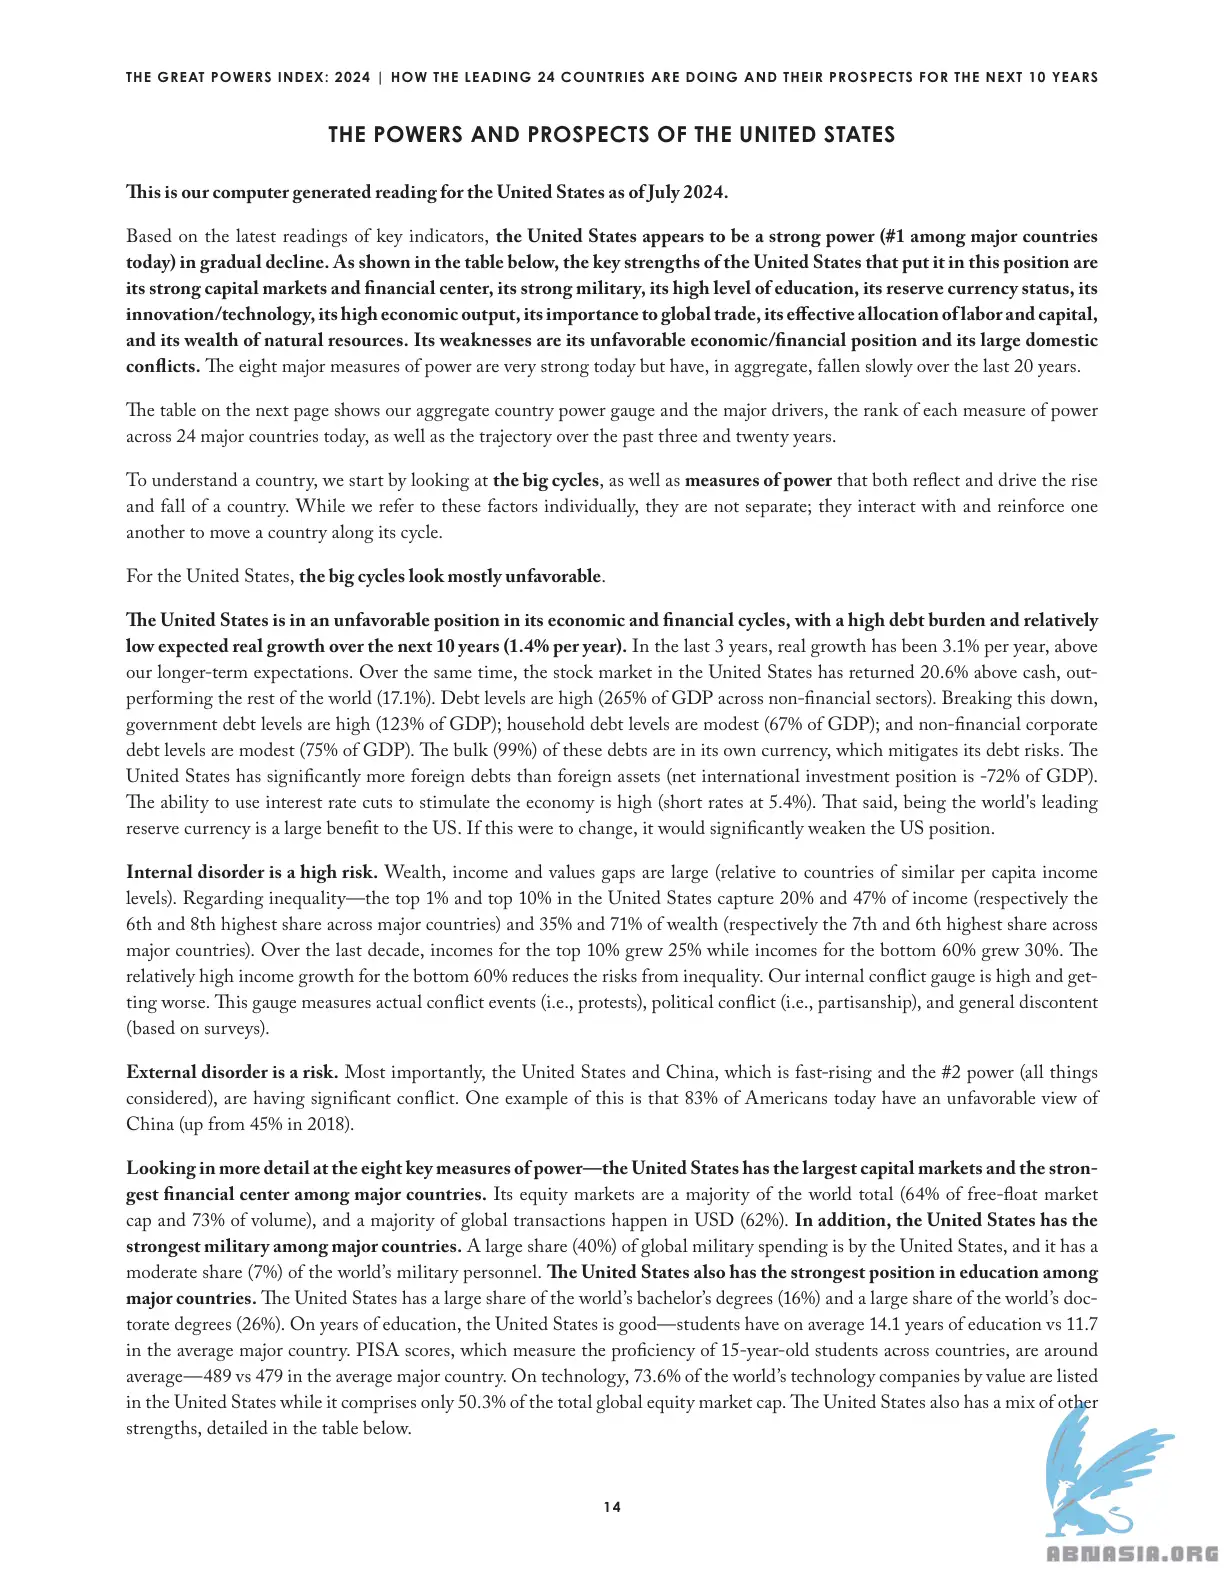 THE GREAT POWERS INDEX: 2024 | HOW THE LEADING 24 COUNTRIES ARE DOING AND THEIR PROSPECTS FOR THE NEXT 10 YEARS
THE POWERS AND PROSPECTS OF THE UNITED STATES
This is our computer generated reading for the United States as of July 2024.
Based on the latest readings of key indicators, the United States appears to be a strong power (#1 among major countries
today) in gradual decline. As shown in the table below, the key strengths of the United States that put it in this position are
its strong capital markets and financial center, its strong military, its high level of education, its reserve currency status, its
innovation/technology, its high economic output, its importance to global trade, its effective allocation of labor and capital,
and its wealth of natural resources. Its weaknesses are its unfavorable economic/financial position and its large domestic
conflicts. The eight major measures of power are very strong today but have, in aggregate, fallen slowly over the last 20 years.
The table on the next page shows our aggregate country power gauge and the major drivers, the rank of each measure of power
across 24 major countries today, as well as the trajectory over the past three and twenty years.
To understand a country, we start by looking at the big cycles, as well as measures of power that both reflect and drive the rise
and fall of a country. While we refer to these factors individually, they are not separate; they interact with and reinforce one
another to move a country along its cycle.
For the United States, the big cycles look mostly unfavorable.
The United States is in an unfavorable position in its economic and financial cycles, with a high debt burden and relatively
low expected real growth over the next 10 years (1.4% per year). In the last 3 years, real growth has been 3.1% per year, above
our longer-term expectations. Over the same time, the stock market in the United States has returned 20.6% above cash, out-
performing the rest of the world (17.1%). Debt levels are high (265% of GDP across non-financial sectors). Breaking this down,
government debt levels are high (123% of GDP); household debt levels are modest (67% of GDP); and non-financial corporate
debt levels are modest (75% of GDP). The bulk (99%) of these debts are in its own currency, which mitigates its debt risks. The
United States has significantly more foreign debts than foreign assets (net international investment position is -72% of GDP).
The ability to use interest rate cuts to stimulate the economy is high (short rates at 5.4%). That said, being the world's leading
reserve currency is a large benefit to the US. If this were to change, it would significantly weaken the US position.
Internal disorder is a high risk. Wealth, income and values gaps are large (relative to countries of similar per capita income
levels). Regarding inequality—the top 1% and top 10% in the United States capture 20% and 47% of income (respectively the
6th and 8th highest share across major countries) and 35% and 71% of wealth (respectively the 7th and 6th highest share across
major countries). Over the last decade, incomes for the top 10% grew 25% while incomes for the bottom 60% grew 30%. The
relatively high income growth for the bottom 60% reduces the risks from inequality. Our internal conflict gauge is high and get-
ting worse. This gauge measures actual conflict events (i.e., protests), political conflict (i.e., partisanship), and general discontent
(based on surveys).
External disorder is a risk. Most importantly, the United States and China, which is fast-rising and the #2 power (all things
considered), are having significant conflict. One example of this is that 83% of Americans today have an unfavorable view of
China (up from 45% in 2018).
Looking in more detail at the eight key measures of power—the United States has the largest capital markets and the stron-
gest financial center among major countries. Its equity markets are a majority of the world total (64% of free-float market
cap and 73% of volume), and a majority of global transactions happen in USD (62%). In addition, the United States has the
strongest military among major countries. A large share (40%) of global military spending is by the United States, and it has a
moderate share (7%) of the world’s military personnel. The United States also has the strongest position in education among
major countries. The United States has a large share of the world’s bachelor’s degrees (16%) and a large share of the world’s doc-
torate degrees (26%). On years of education, the United States is good—students have on average 14.1 years of education vs 11.7
in the average major country. PISA scores, which measure the proficiency of 15-year-old students across countries, are around
average—489 vs 479 in the average major country. On technology, 73.6% of the world’s technology companies by value are listed
in the United States while it comprises only 50.3% of the total global equity market cap. The United States also has a mix of other
strengths, detailed in the table below.
14
ABNASIA.ORG